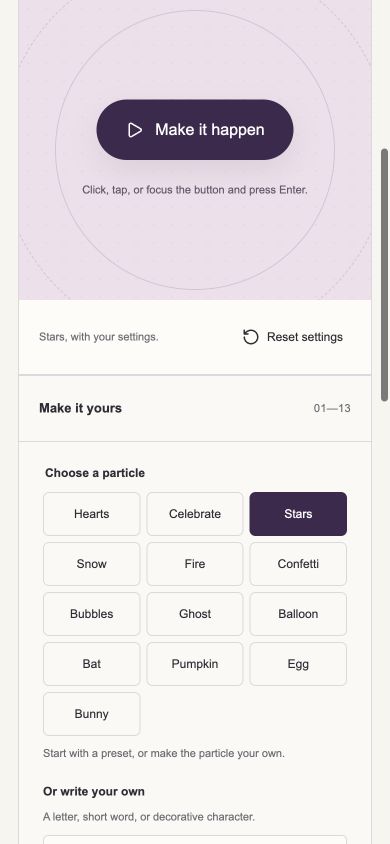 Make it happen
Click, tap, or focus the button and press Enter.
Stars, with your settings.
Reset settings
Make it yours
01—13
Choose a particle
Hearts
Celebrate
Stars
Snow
Fire
Confetti
Bubbles
Ghost
Balloon
Bat
Pumpkin
Egg
Bunny
Start with a preset, or make the particle your own.
Or write your own
A letter, short word, or decorative character.